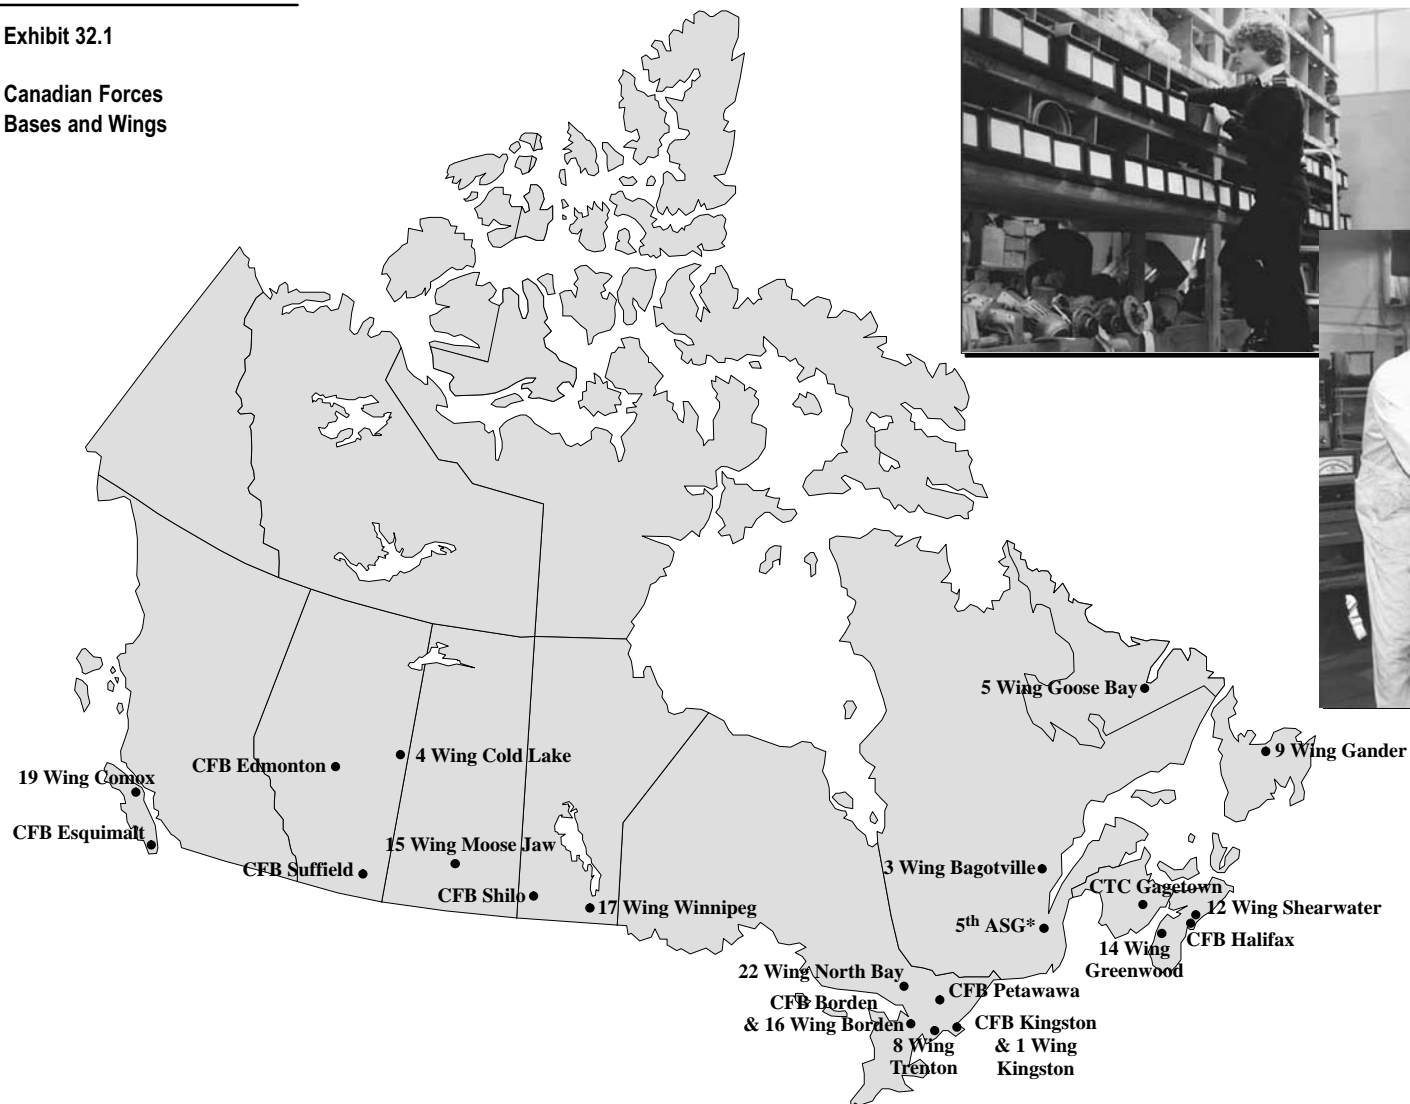 Exhibit 32.1
Canadian Forces
Bases and Wings
5 Wing Goose Bay
9 Wing Gander
4 Wing Cold Lake
CFB Edmonton
19 Wing Comox
CFB Esquimalt
15 Wing Moose Jaw
CFB Suffield
CFB Shilo
17 Wing Winnipeg
3 Wing Bagotville
CTC Gagetown
12 Wing Shearwater
5th ASG*
CFB Halifax
14 Wing
Greenwood
22 Wing North Bay
CFB Petawawa
CFB Borden
& 16 Wing Borden
CFB Kingston
& 1 Wing
Kingston
8 Wing
Trenton